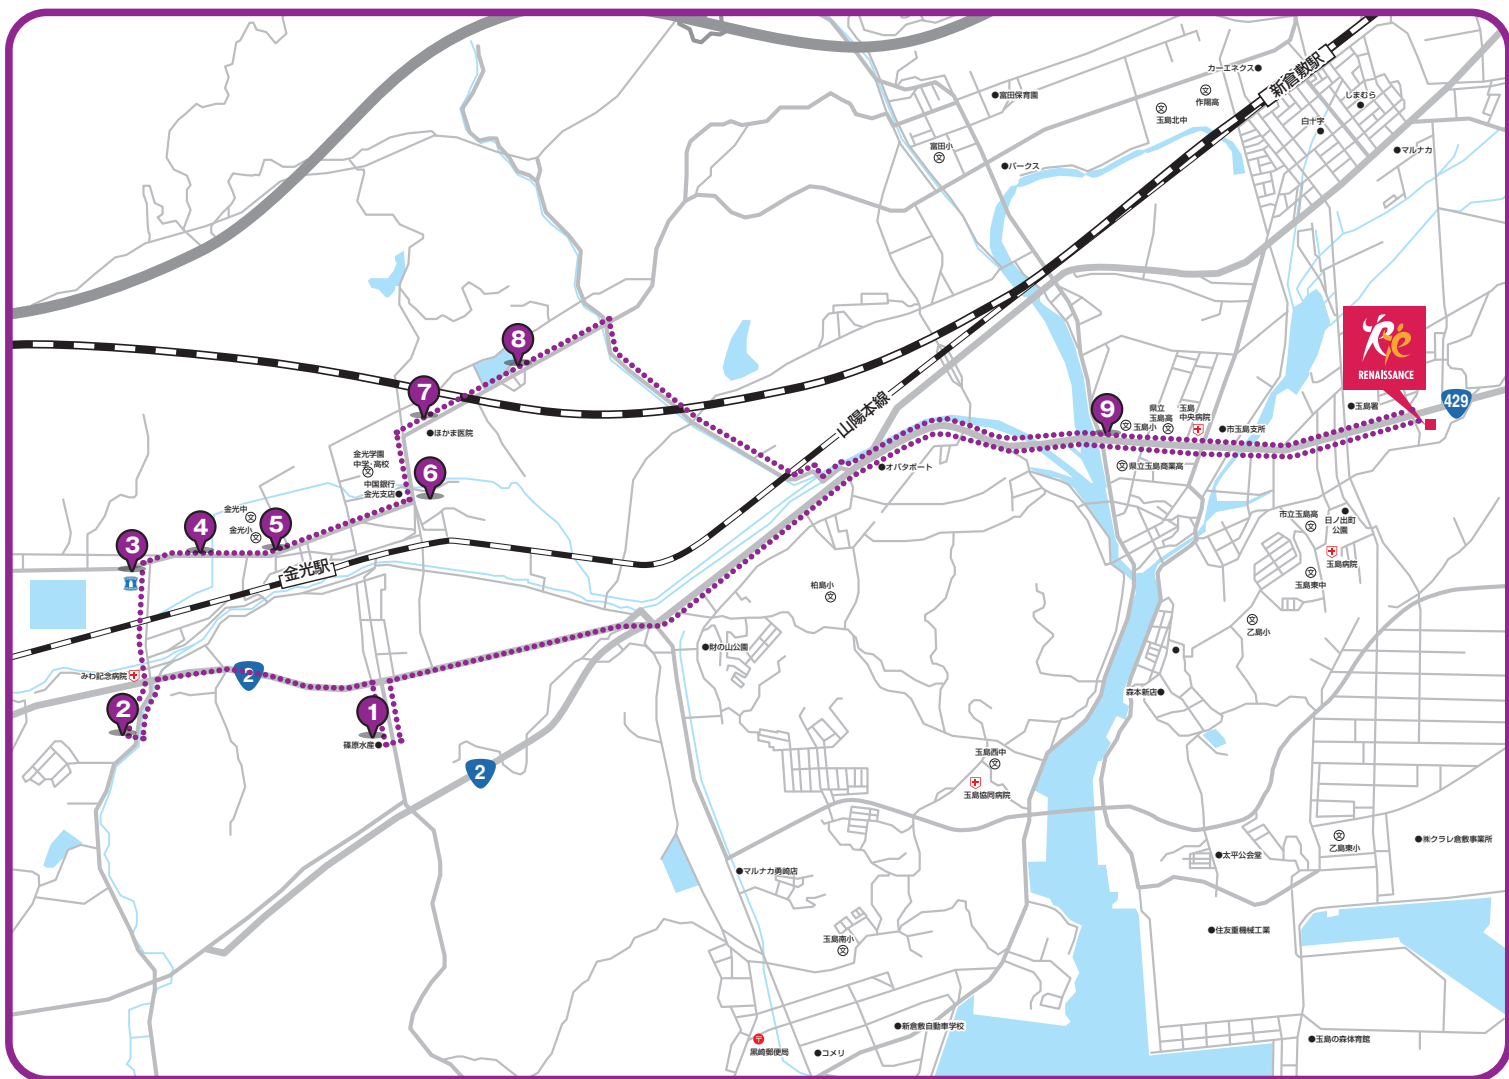 カーエネクス
新倉敷駅
富田保育園
作陽高
しまむら
玉島北中
白十字
富田小
マルナカ
パークス
RENAISSANCE
8
7
429
山陽本線
9
県立
玉島高
玉島
中央病院
玉島小
市玉島支所
玉島署
ほかま医院
金光学園
中学・高校
6
中国銀行
金光支店
県立玉島商業高
オバタポート
金光中
金光小
5
4
3
市立玉島高
日ノ出町
公園
玉島病院
金光駅
玉島東中
柏島小
乙島小
財の山公園
みわ記念病院
2
2
1
篠原水産
森本新店
2
玉島西中
玉島協同病院
㈱クラレ倉敷事業所
乙島東小
太平公会堂
マルナカ勇崎店
住友重機械工業
玉島南小
新倉敷自動車学校
玉島の森体育館
黒崎郵便局
コメリ